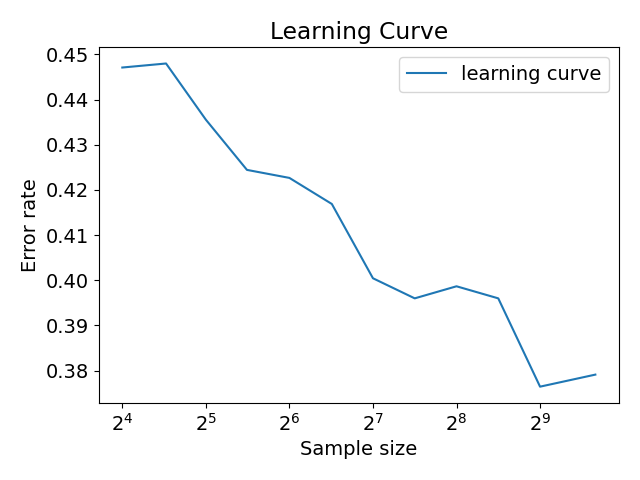 Learning Curve
learning curve
0.45
0.44
0.43
0.42
0.41
0.40
0.39
0.38
Error rate
2⁴ 2⁵ 2⁶ 2⁷ 2⁸ 2⁹
Sample size